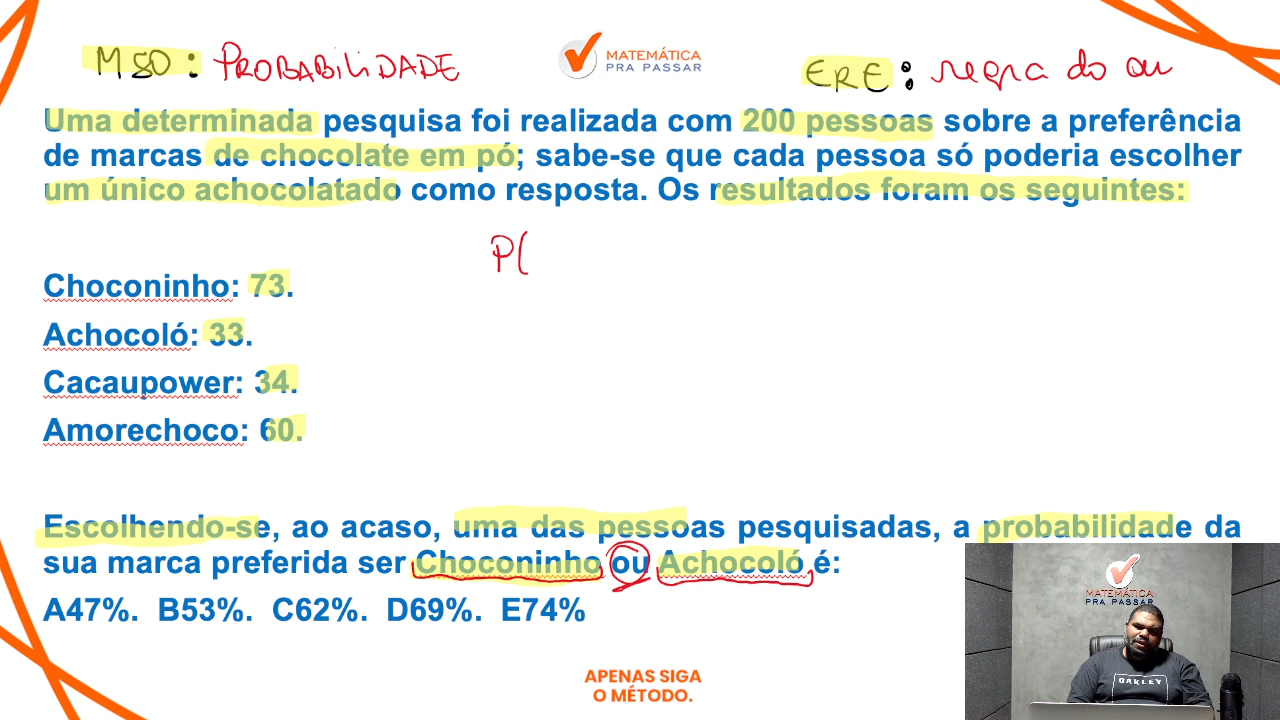 MSD: PROBABILIDADE
MATEMÁTICA
PRA PASSAR
ERE: regra do ou
Uma determinada pesquisa foi realizada com 200 pessoas sobre a preferência
de marcas de chocolate em pó; sabe-se que cada pessoa só poderia escolher
um único achocolatado como resposta. Os resultados foram os seguintes:
P(
Choconinho: 73.
Achocoló: 33.
Cacaupower: 34.
Amorechoco: 60.
Escolhendo-se, ao acaso, uma das pessoas pesquisadas, a probabilidade da
sua marca preferida ser Choconinho ou Achocoló é:
A47%. B53%. C62%. D69%. E74%
MATEMÁTICA
PRA PASSAR
OAKLEY
APENAS SIGA
O MÉTODO.